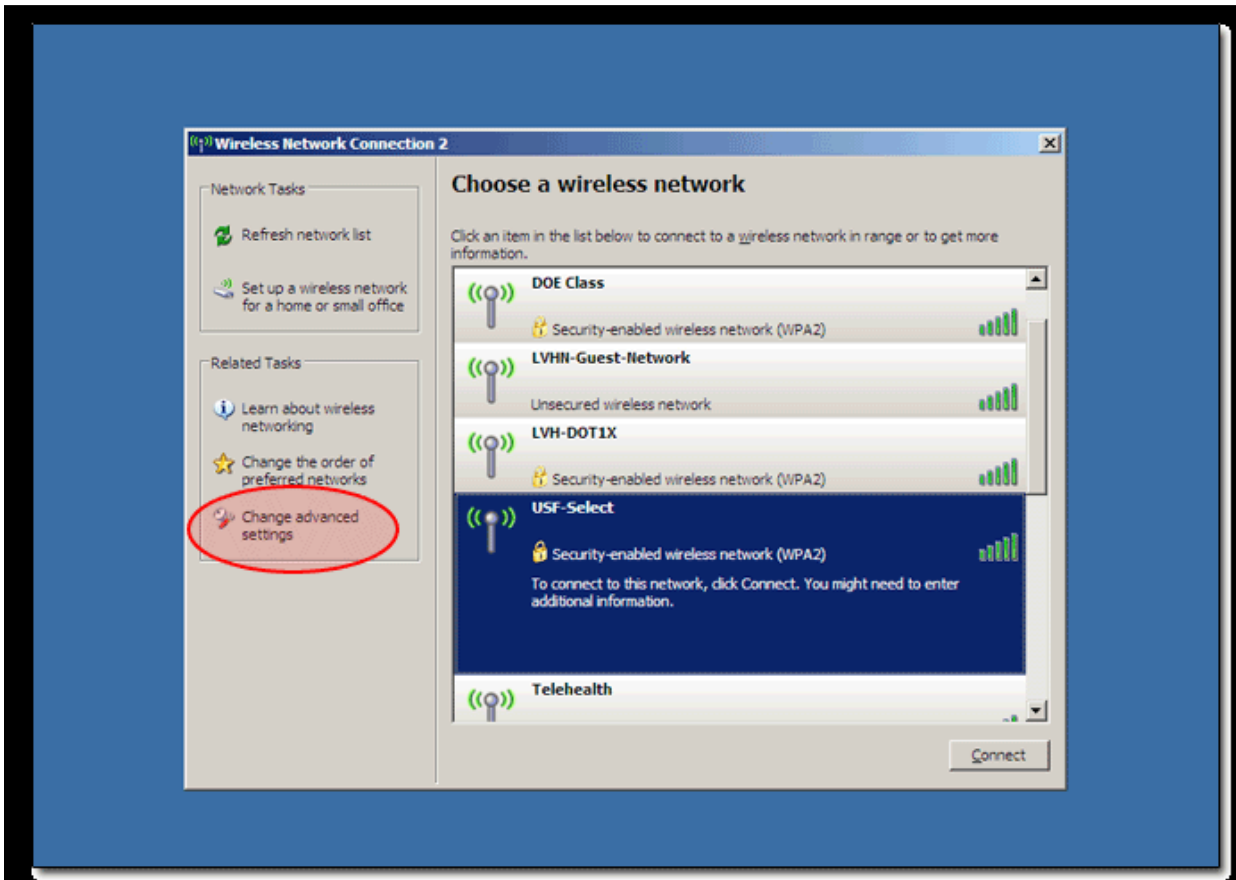 Wireless Network Connection 2
Network Tasks
Refresh network list
Set up a wireless network
for a home or small office
Related Tasks
Learn about wireless
networking
Change the order of
preferred networks
Change advanced
settings
Choose a wireless network
Click an item in the list below to connect to a wireless network in range or to get more
information.
DOE Class
Security-enabled wireless network (WPA2)
LVHN-Guest-Network
Unsecured wireless network
LVH-DOT1X
Security-enabled wireless network (WPA2)
USF-Select
Security-enabled wireless network (WPA2)
To connect to this network, click Connect. You might need to enter
additional information.
Telehealth
Connect